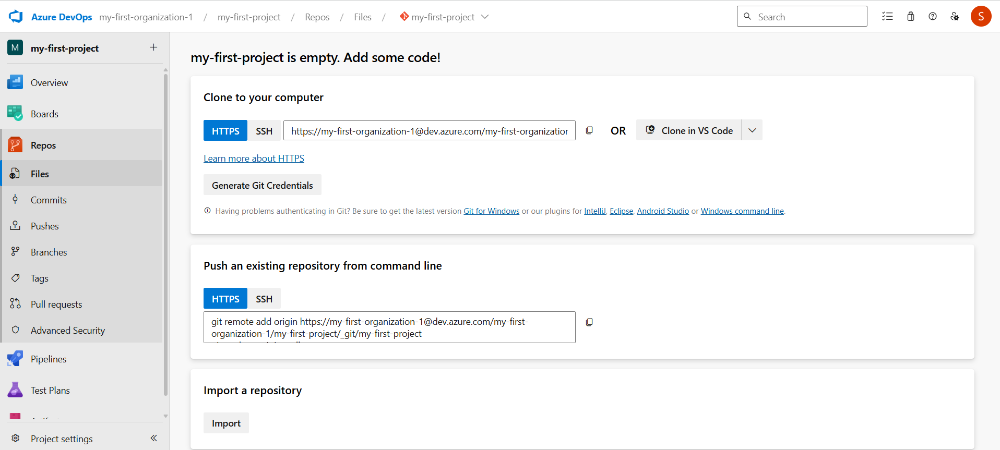 Azure DevOps my-first-organization-1 / my-first-project / Repos / Files / my-first-project
Search
S
M my-first-project
Overview
Boards
Repos
Files
Commits
Pushes
Branches
Tags
Pull requests
Advanced Security
Pipelines
Test Plans
Project settings
my-first-project is empty. Add some code!
Clone to your computer
HTTPS SSH https://my-first-organization-1@dev.azure.com/my-first-organization OR Clone in VS Code
Learn more about HTTPS
Generate Git Credentials
Having problems authenticating in Git? Be sure to get the latest version Git for Windows or our plugins for IntelliJ, Eclipse, Android Studio or Windows command line.
Push an existing repository from command line
HTTPS SSH
git remote add origin https://my-first-organization-1@dev.azure.com/my-first-
organization-1/my-first-project/_git/my-first-project
Import a repository
Import